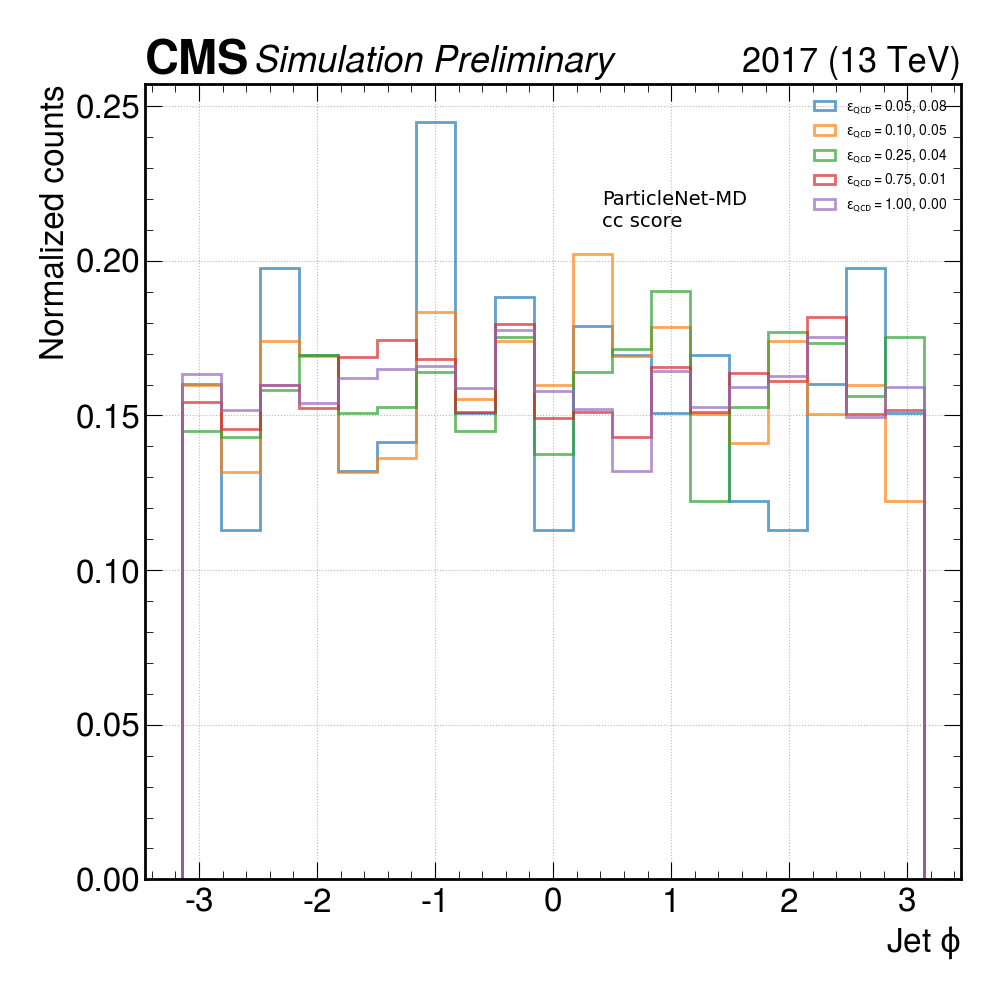 CMS Simulation Preliminary 2017 (13 TeV)
Normalized counts
0.25
0.20
0.15
0.10
0.05
0.00
εQCD = 0.05, 0.08
εQCD = 0.10, 0.05
εQCD = 0.25, 0.04
εQCD = 0.75, 0.01
εQCD = 1.00, 0.00
ParticleNet-MD
cc score
-3 -2 -1 0 1 2 3
Jet ϕ